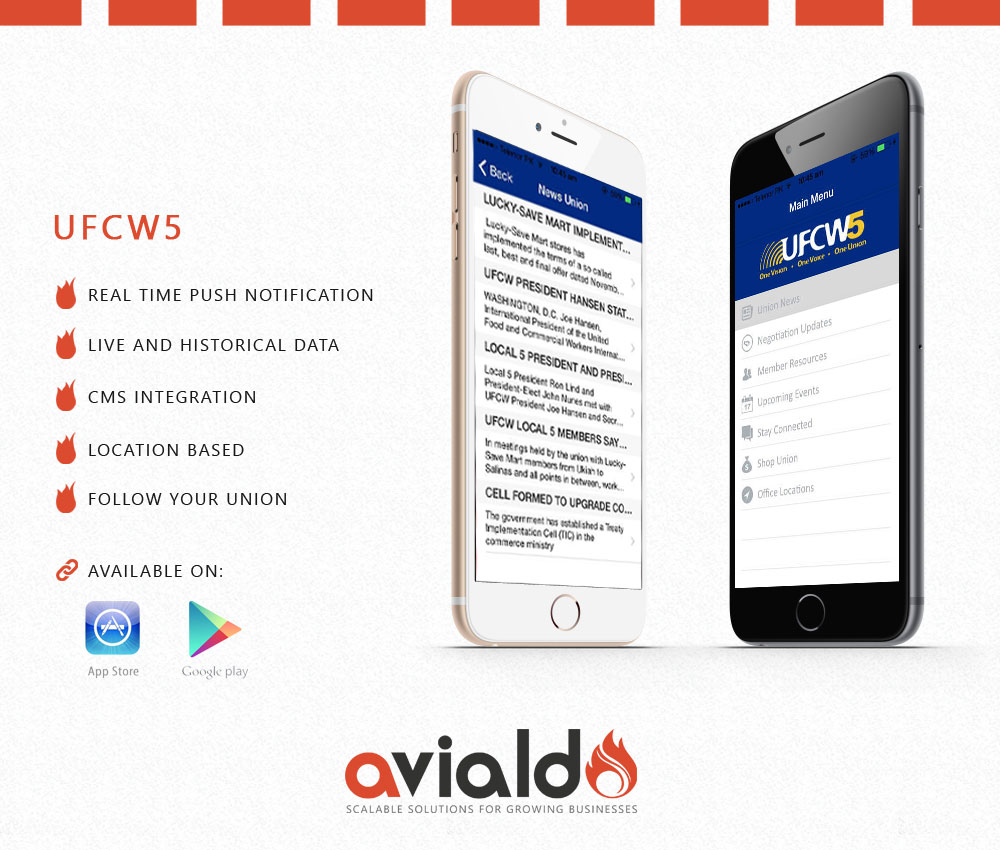 UFCW5
REAL TIME PUSH NOTIFICATION
LIVE AND HISTORICAL DATA
CMS INTEGRATION
LOCATION BASED
FOLLOW YOUR UNION
AVAILABLE ON:
App Store
Google play
Telenor PK 10:45 am
Back
News Union
LUCKY-SAVE MART IMPLEMENT...
Lucky-Save Mart stores has
implemented the terms of a so called
last, best and final offer dated Novemb...
UFCW PRESIDENT HANSEN STAT...
WASHINGTON, D.C. Joe Hansen,
International President of the United
Food and Commercial Workers Internat...
LOCAL 5 PRESIDENT AND PRESI...
Local 5 President Ron Lind and
President-Elect John Nunes met with
UFCW President Joe Hansen and Secr...
UFCW LOCAL 5 MEMBERS SAY...
In meetings held by the union with Lucky-
Save Mart members from Ukiah to
Salinas and all points in between, work...
CELL FORMED TO UPGRADE CO...
The government has established a Treaty
Implementation Cell (TIC) in the
commerce ministry
Telenor PK 10:45 am
Main Menu
UFCW5
One Vision • One Voice • One Union
Union News
Negotiation Updates
Member Resources
17
Upcoming Events
Stay Connected
$
Shop Union
Office Locations
avialdo
SCALABLE SOLUTIONS FOR GROWING BUSINESSES